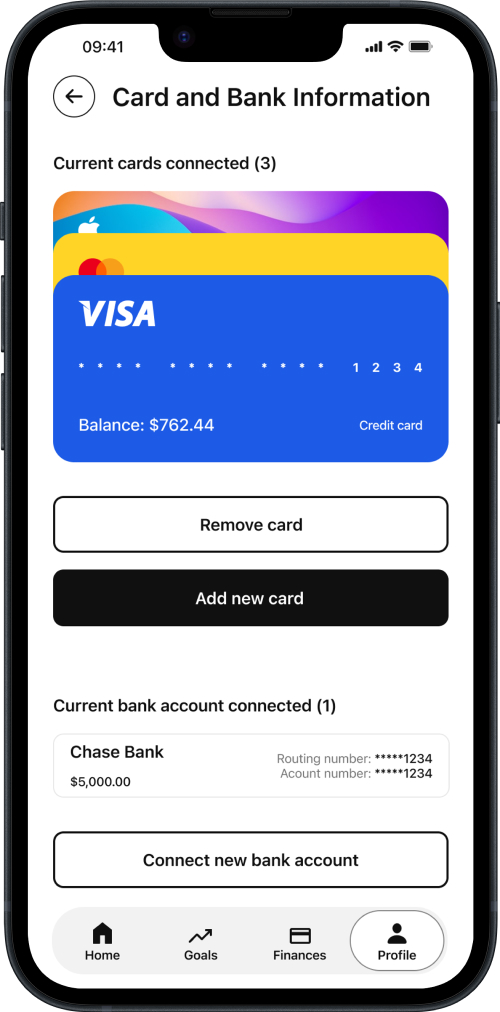 09:41
Card and Bank Information
Current cards connected (3)
VISA
* * * * * * * * * * * * 1 2 3 4
Balance: $762.44 Credit card
Remove card
Add new card
Current bank account connected (1)
Chase Bank
Routing number: *****1234
$5,000.00
Acount number: *****1234
Connect new bank account
Home Goals Finances Profile